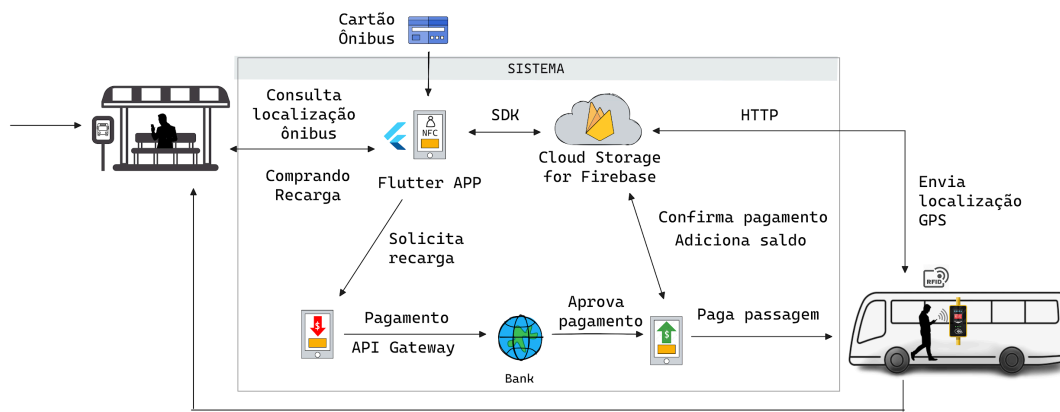 Cartão
Ônibus
SISTEMA
Consulta
localização
ônibus
NFC
SDK
HTTP
Cloud Storage
for Firebase
Comprando
Recarga
Flutter APP
Envia
localização
GPS
Confirma pagamento
Adiciona saldo
Solicita
recarga
RFID
$
Pagamento
API Gateway
Bank
Aprova
pagamento
$
Paga passagem